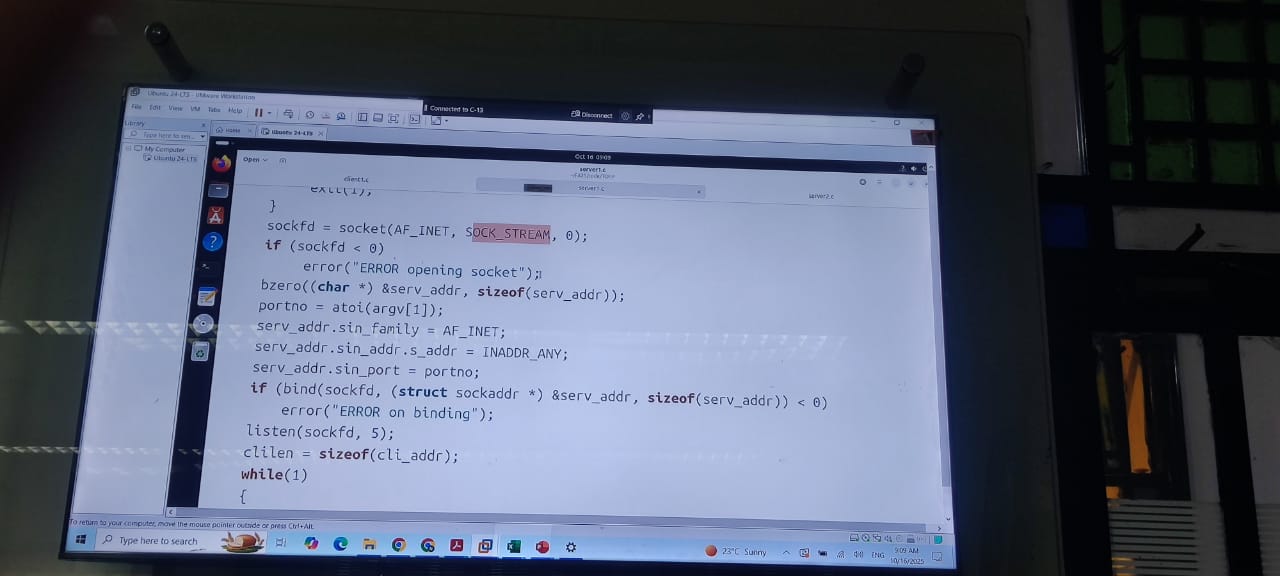 Ubuntu 24-LTS - VMware Workstation
File Edit View VM Tabs Help
Connected to C-13
Disconnect
Library
Type here to sea...
Home
Ubuntu 24-LTS
My Computer
Ubuntu 24-LTS
Oct 16 09:09
Open
server1.c
client1.c
server1.c
server2.c
exit(1);
}
sockfd = socket(AF_INET, SOCK_STREAM, 0);
if (sockfd < 0)
error("ERROR opening socket");
bzero((char *) &serv_addr, sizeof(serv_addr));
portno = atoi(argv[1]);
serv_addr.sin_family = AF_INET;
serv_addr.sin_addr.s_addr = INADDR_ANY;
serv_addr.sin_port = portno;
if (bind(sockfd, (struct sockaddr *) &serv_addr, sizeof(serv_addr)) < 0)
error("ERROR on binding");
listen(sockfd, 5);
clilen = sizeof(cli_addr);
while(1)
{
To return to your computer, move the mouse pointer outside or press Ctrl+Alt.
Type here to search
23°C Sunny
ENG
9:09 AM
10/16/2025